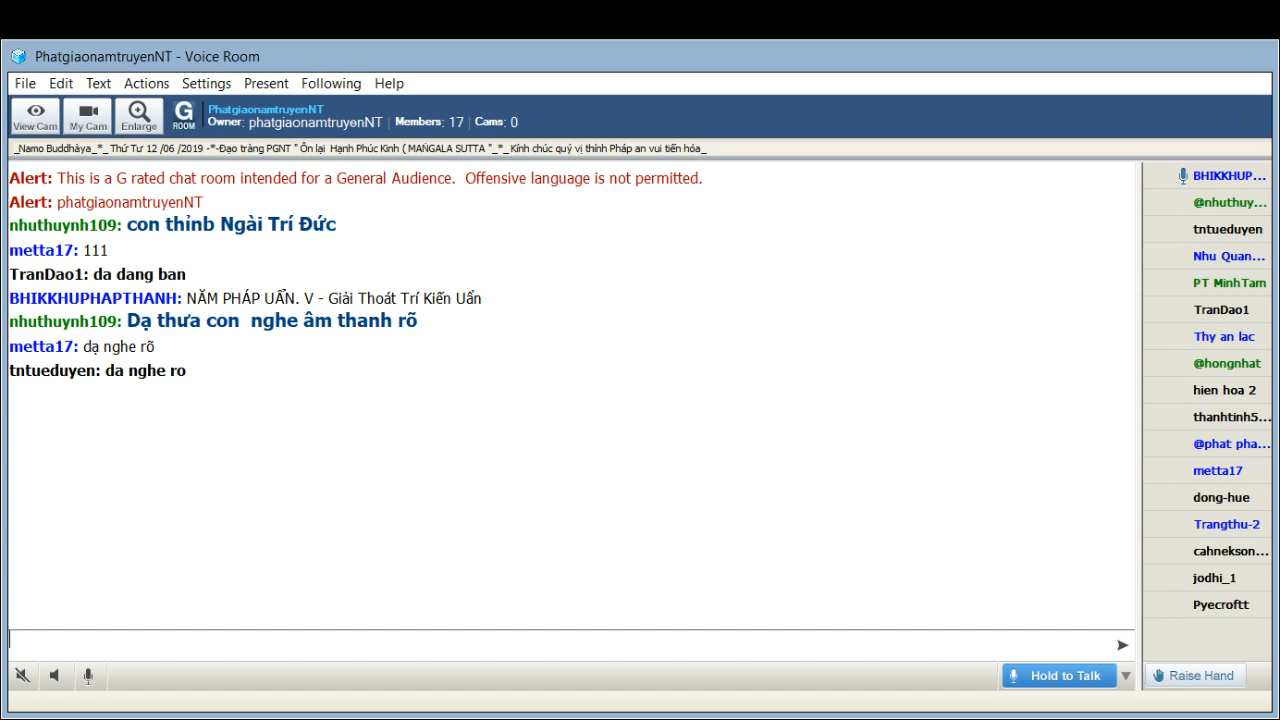 PhatgiaonamtruyenNT - Voice Room
File Edit Text Actions Settings Present Following Help
View Cam My Cam Enlarge G ROOM
PhatgiaonamtruyenNT
Owner: phatgiaonamtruyenNT | Members: 17 | Cams: 0
_Namo Buddhàya_*_ Thứ Tư 12 /06 /2019 -*-Đạo tràng PGNT " Ôn lại Hạnh Phúc Kinh ( MAṄGALA SUTTA "_*_ Kính chúc quý vị thính Pháp an vui tiến hóa_
Alert: This is a G rated chat room intended for a General Audience. Offensive language is not permitted.
Alert: phatgiaonamtruyenNT
nhuthuynh109: con thỉnb Ngài Trí Đức
metta17: 111
TranDao1: da dang ban
BHIKKHUPHAPTHANH: NĂM PHÁP UẨN. V - Giải Thoát Trí Kiến Uẩn
nhuthuynh109: Dạ thưa con nghe âm thanh rõ
metta17: dạ nghe rõ
tntueduyen: da nghe ro
BHIKKHUP...
@nhuthuy...
tntueduyen
Nhu Quan...
PT MinhTam
TranDao1
Thy an lac
@hongnhat
hien hoa 2
thanhtinh5...
@phat pha...
metta17
dong-hue
Trangthu-2
cahnekson...
jodhi_1
Pyecroftt
Hold to Talk
Raise Hand